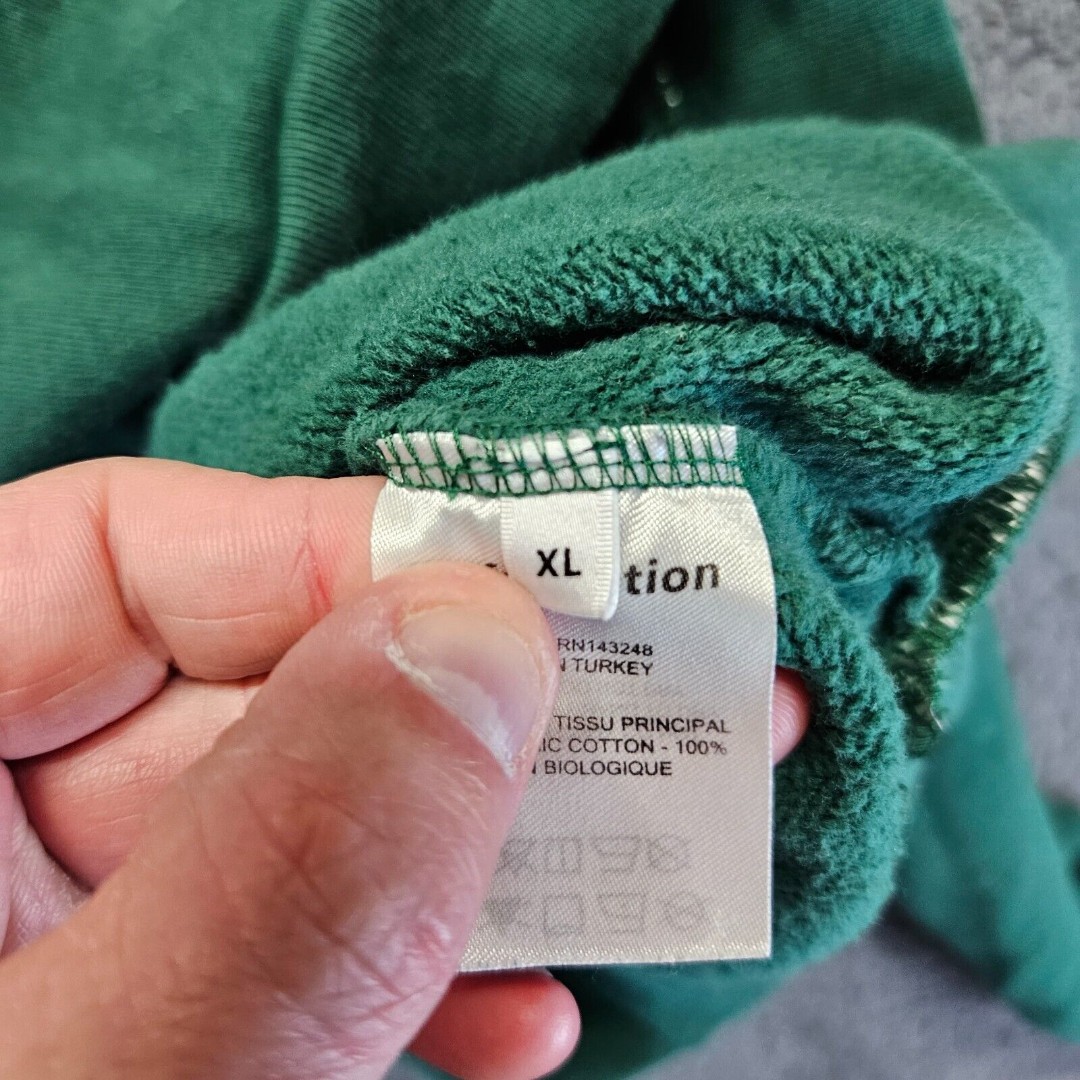 XL
tion
RN143248
N TURKEY
TISSU PRINCIPAL
IC COTTON - 100%
BIOLOGIQUE